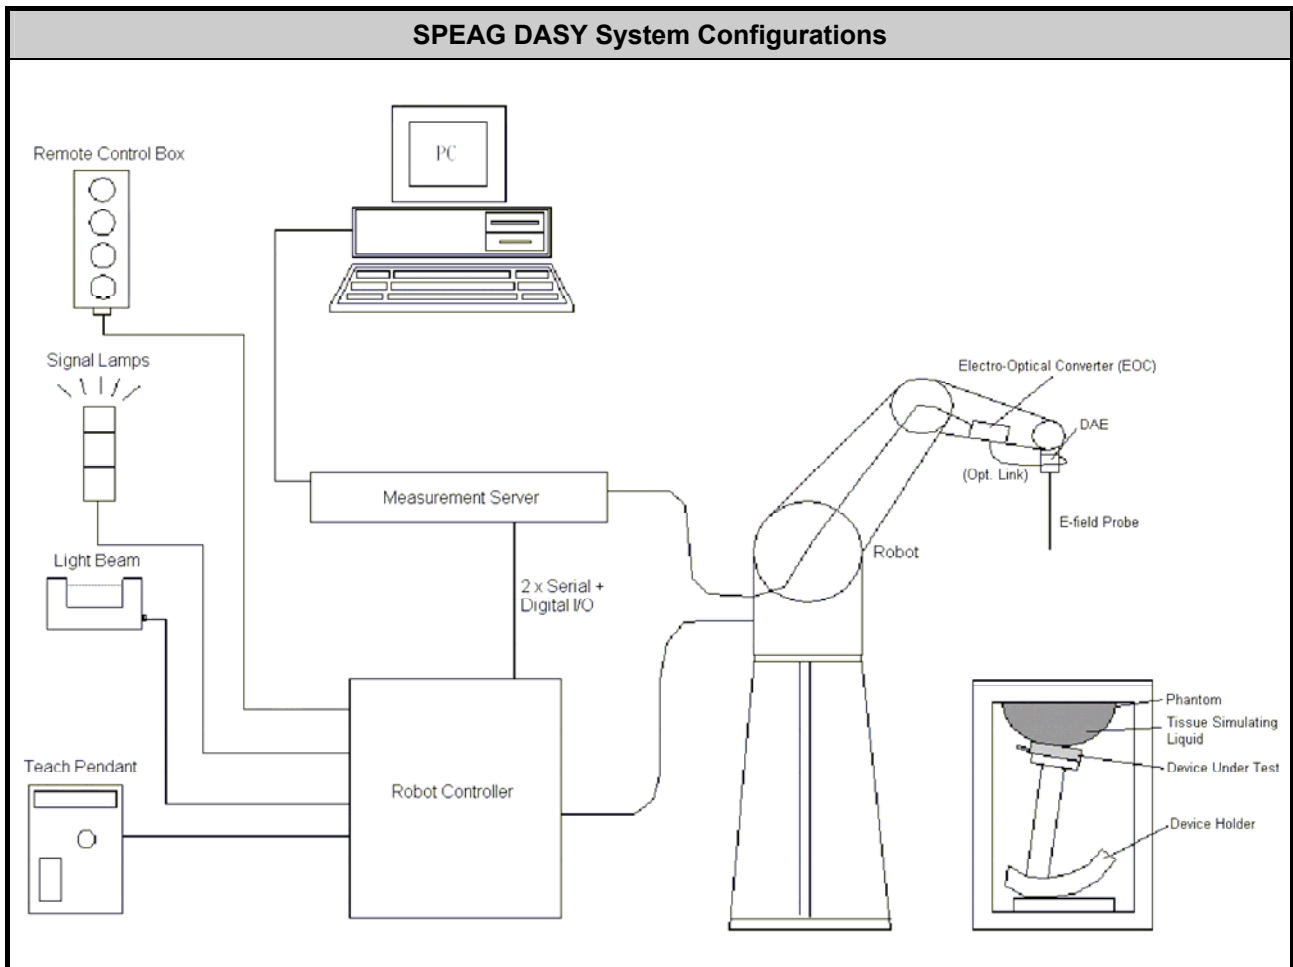 SPEAG DASY System Configurations
Remote Control Box
PC
Signal Lamps
Electro-Optical Converter (EOC)
DAE
(Opt. Link)
Measurement Server
E-field Probe
Robot
Light Beam
2 x Serial +
Digital I/O
Phantom
Tissue Simulating
Liquid
Device Under Test
Teach Pendant
Robot Controller
Device Holder